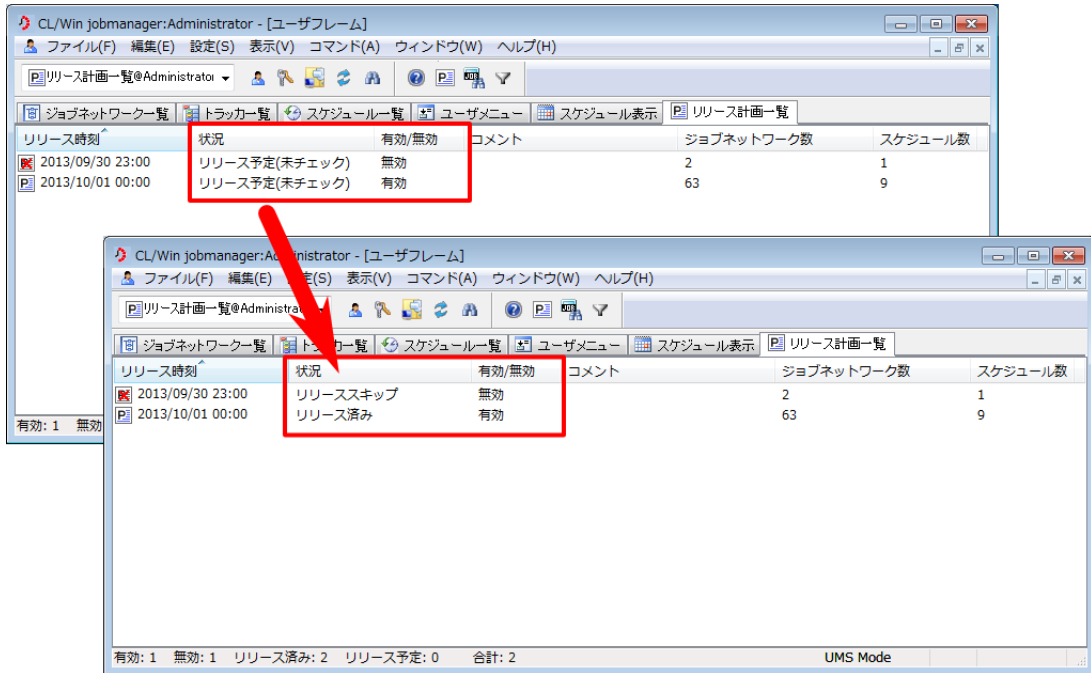 CL/Win jobmanager:Administrator - [ユーザフレーム]
ファイル(F) 編集(E) 設定(S) 表示(V) コマンド(A) ウィンドウ(W) ヘルプ(H)
リリース計画一覧@Administrator
ジョブネットワーク一覧 トラッカ一覧 スケジュール一覧 ユーザメニュー スケジュール表示 リリース計画一覧
リリース時刻 状況 有効/無効 コメント ジョブネットワーク数 スケジュール数
2013/09/30 23:00 リリース予定(未チェック) 無効 2 1
2013/10/01 00:00 リリース予定(未チェック) 有効 63 9
有効: 1 無効
CL/Win jobmanager:Administrator - [ユーザフレーム]
ファイル(F) 編集(E) 定(S) 表示(V) コマンド(A) ウィンドウ(W) ヘルプ(H)
リリース計画一覧@Administra
ジョブネットワーク一覧 トラッカ一覧 スケジュール一覧 ユーザメニュー スケジュール表示 リリース計画一覧
リリース時刻 状況 有効/無効 コメント ジョブネットワーク数 スケジュール数
2013/09/30 23:00 リリーススキップ 無効 2 1
2013/10/01 00:00 リリース済み 有効 63 9
有効: 1 無効: 1 リリース済み: 2 リリース予定: 0 合計: 2 UMS Mode